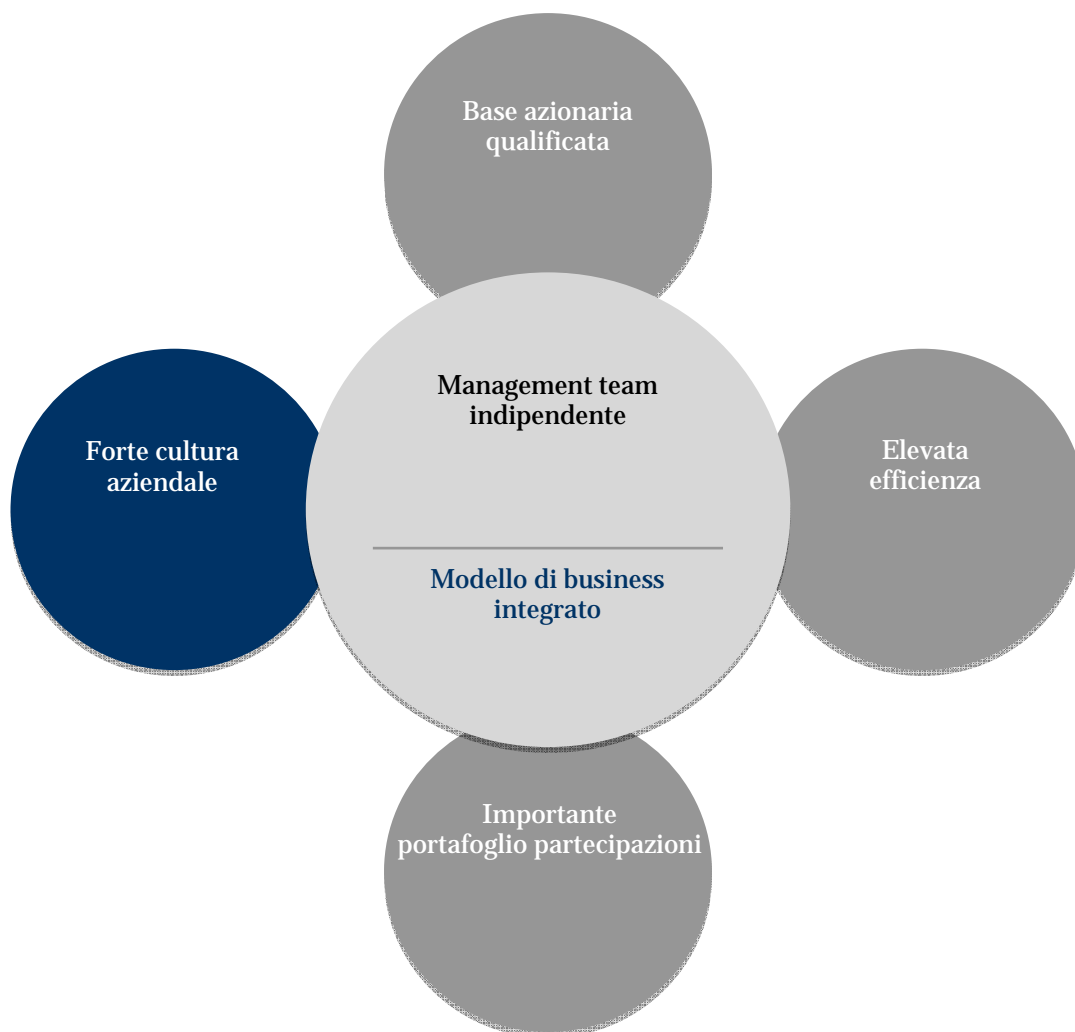 Base azionaria
qualificata
Management team
indipendente
Forte cultura
aziendale
Elevata
efficienza
Modello di business
integrato
Importante
portafoglio partecipazioni